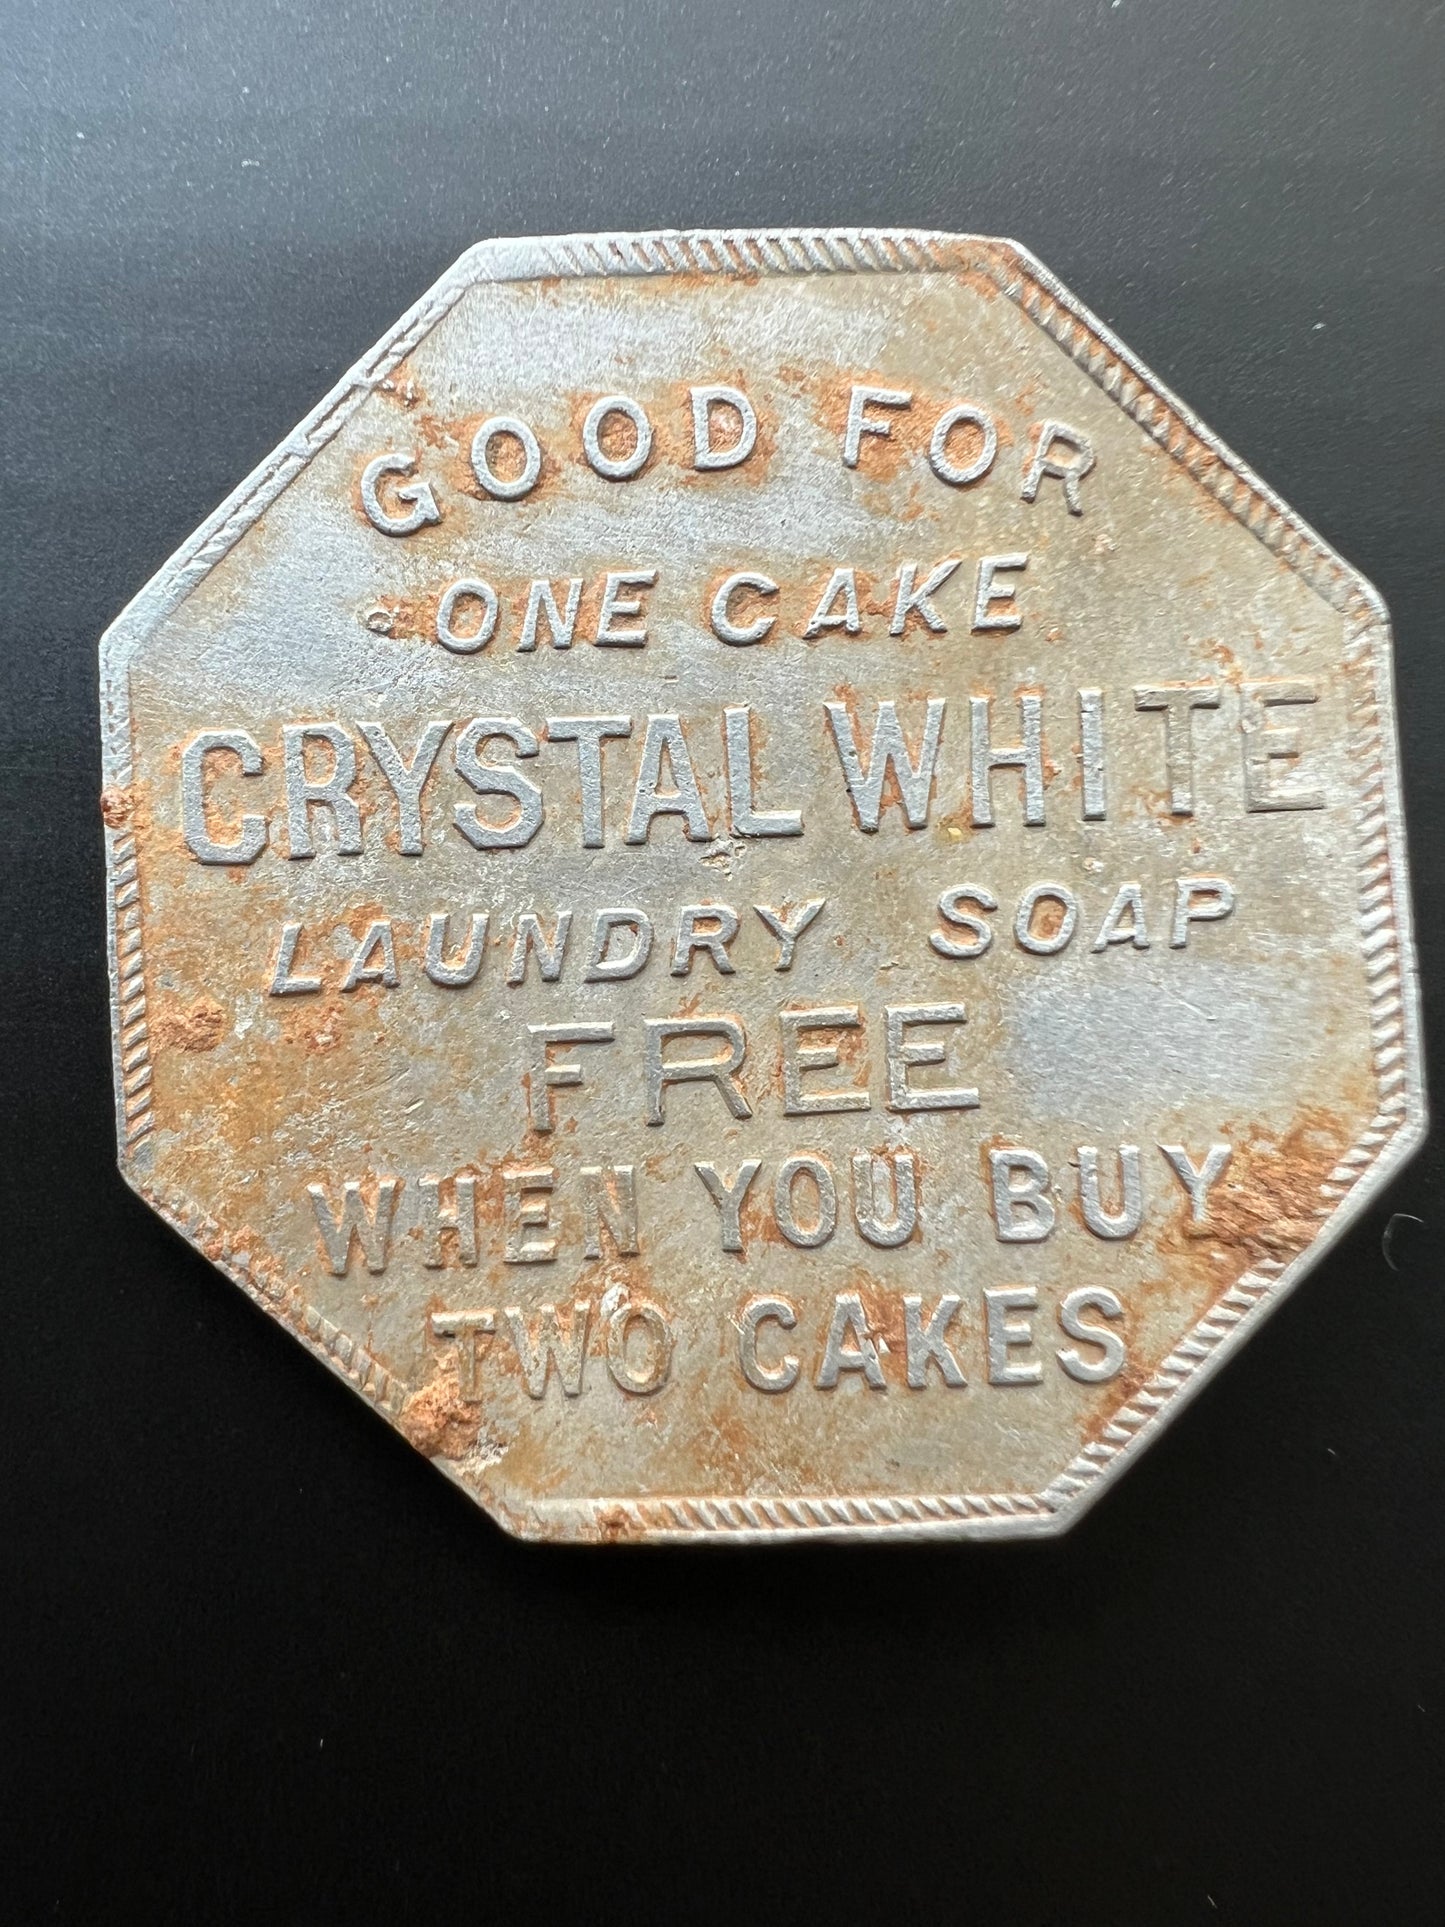 GOOD FOR
ONE CAKE
CRYSTAL WHITE
LAUNDRY SOAP
FREE
WHEN YOU BUY
TWO CAKES